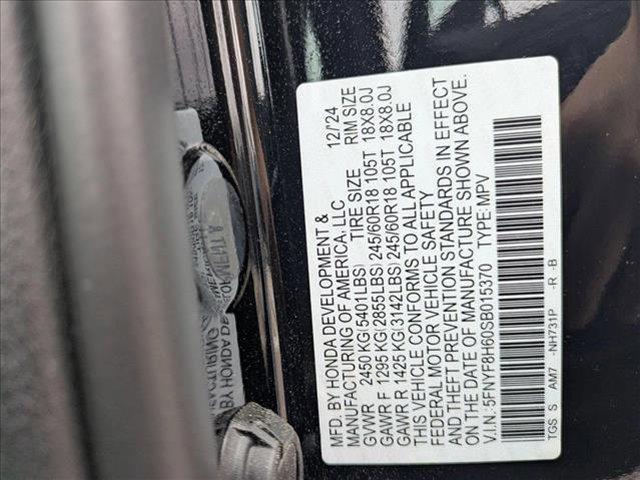 MFD. BY HONDA DEVELOPMENT &
MANUFACTURING OF AMERICA, LLC 12/24
GVWR 2450 KG(5401LBS) TIRE SIZE RIM SIZE
GAWR F 1295 KG(2855LBS) 245/60R18 105T 18X8.0J
GAWR R 1425 KG(3142LBS) 245/60R18 105T 18X8.0J
THIS VEHICLE CONFORMS TO ALL APPLICABLE
FEDERAL MOTOR VEHICLE SAFETY
AND THEFT PREVENTION STANDARDS IN EFFECT
ON THE DATE OF MANUFACTURE SHOWN ABOVE.
V.I.N.: 5FNYF8H60SB015370 TYPE: MPV
TGS S AM7 -NH731P -R -B
BY HONDA